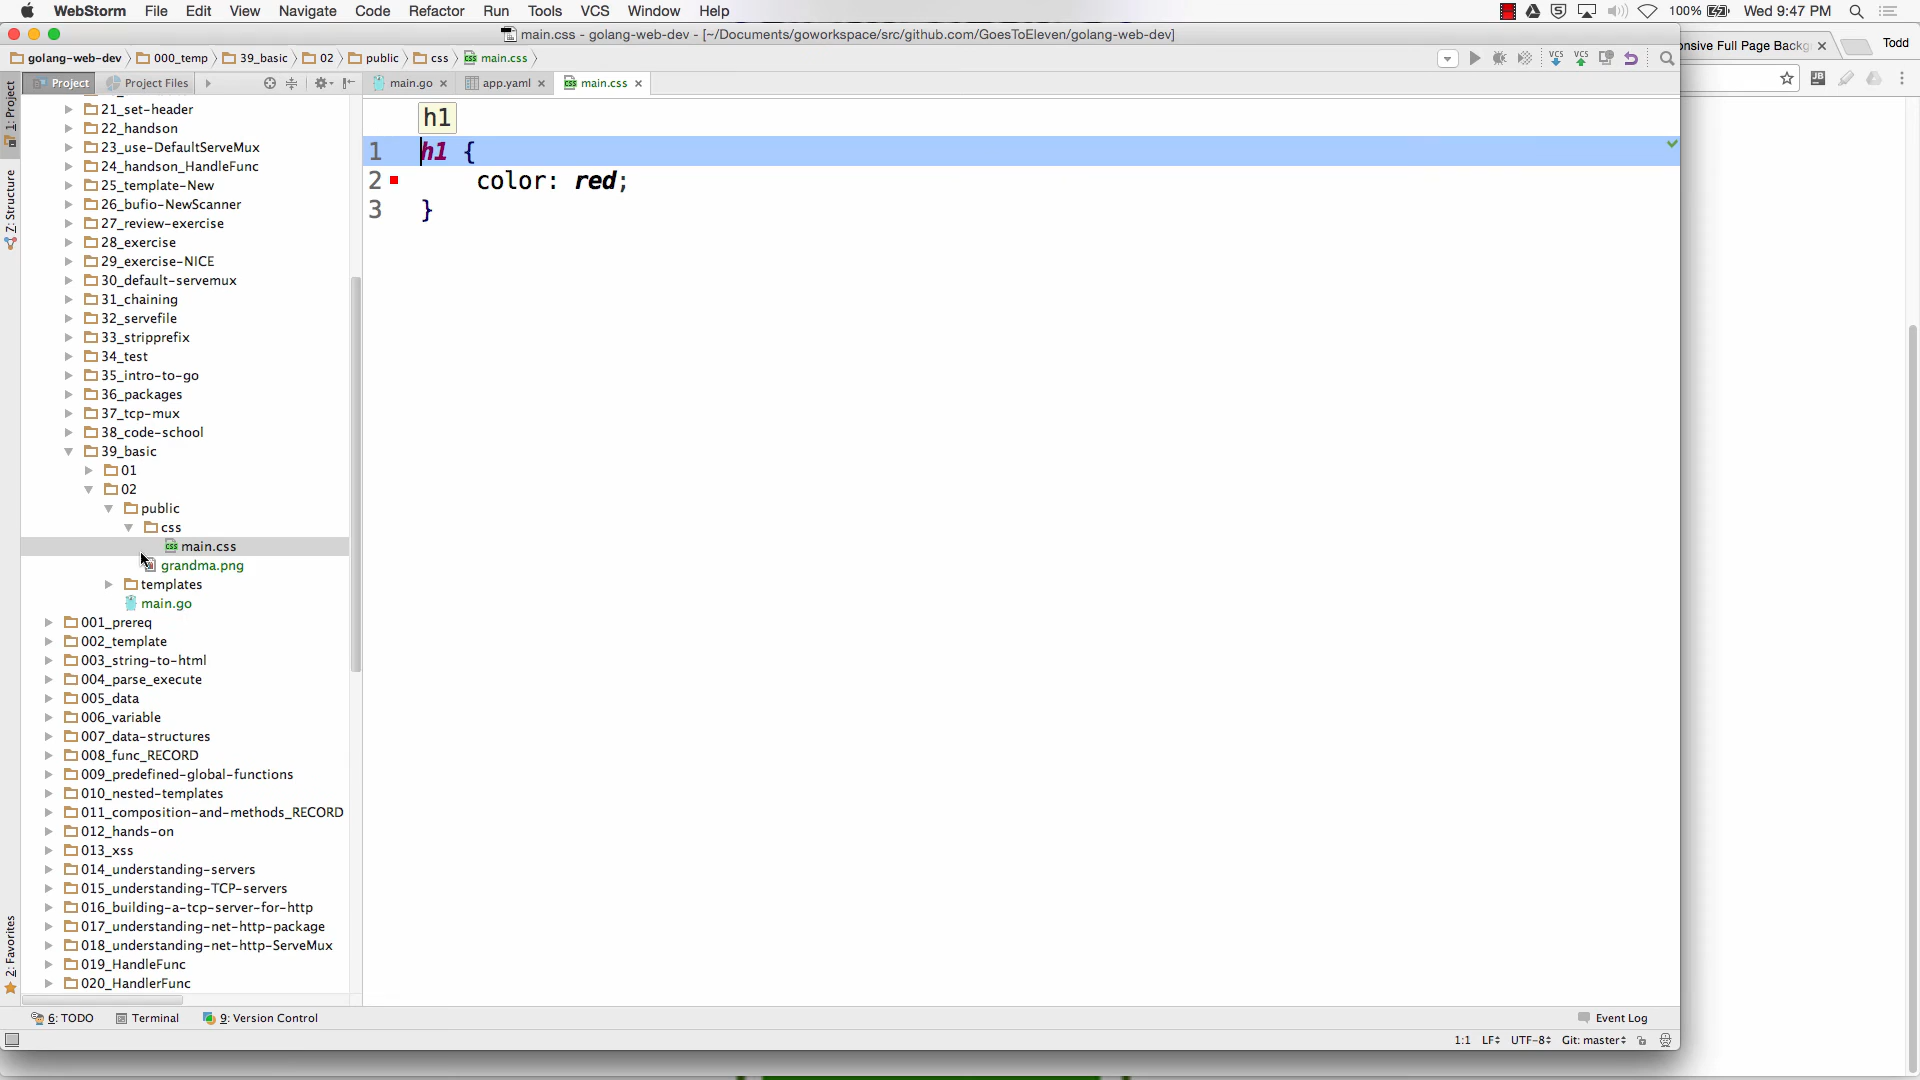 WebStorm File Edit View Navigate Code Refactor Run Tools VCS Window Help 100% Wed 9:47 PM
main.css - golang-web-dev - [~/Documents/goworkspace/src/github.com/GoesToEleven/golang-web-dev]
nsive Full Page Backg Todd
golang-web-dev 000_temp 39_basic 02 public css main.css
Project Project Files main.go app.yaml main.css
1: Project
Z: Structure
2: Favorites
21_set-header
22_handson
23_use-DefaultServeMux
24_handson_HandleFunc
25_template-New
26_bufio-NewScanner
27_review-exercise
28_exercise
29_exercise-NICE
30_default-servemux
31_chaining
32_servefile
33_stripprefix
34_test
35_intro-to-go
36_packages
37_tcp-mux
38_code-school
39_basic
01
02
public
css
main.css
grandma.png
templates
main.go
001_prereq
002_template
003_string-to-html
004_parse_execute
005_data
006_variable
007_data-structures
008_func_RECORD
009_predefined-global-functions
010_nested-templates
011_composition-and-methods_RECORD
012_hands-on
013_xss
014_understanding-servers
015_understanding-TCP-servers
016_building-a-tcp-server-for-http
017_understanding-net-http-package
018_understanding-net-http-ServeMux
019_HandleFunc
020_HandlerFunc
h1
1 h1 {
2 color: red;
3 }
6: TODO Terminal 9: Version Control Event Log
1:1 LF UTF-8 Git: master